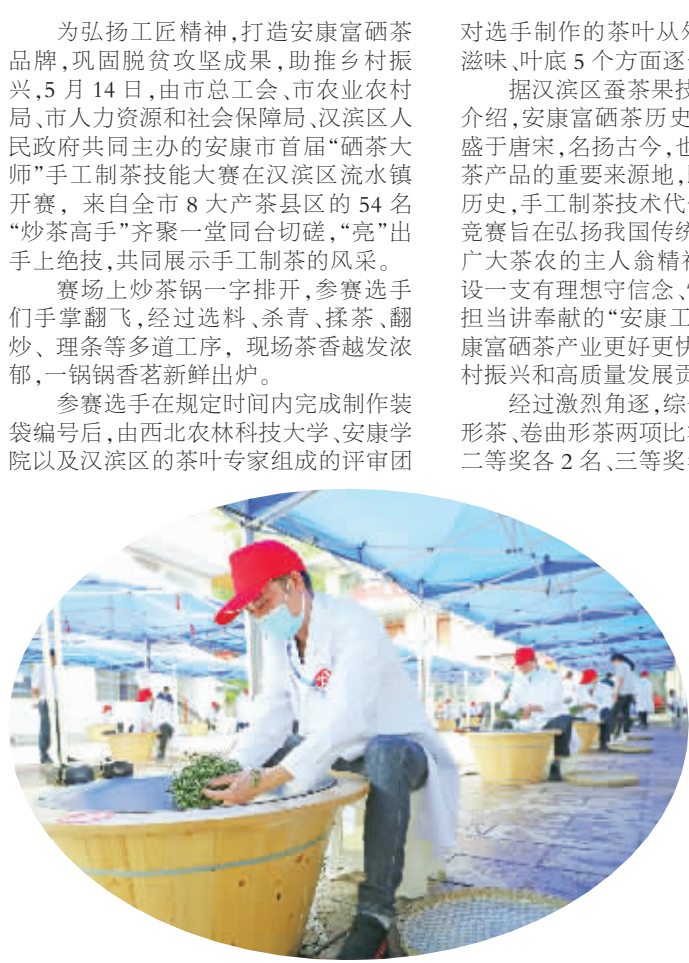 为弘扬工匠精神,打造安康富硒茶
品牌,巩固脱贫攻坚成果,助推乡村振
兴,5 月 14 日,由市总工会、市农业农村
局、市人力资源和社会保障局、汉滨区人
民政府共同主办的安康市首届“硒茶大
师”手工制茶技能大赛在汉滨区流水镇
开赛，来自全市 8 大产茶县区的 54 名
“炒茶高手”齐聚一堂同台切磋,“亮”出
手上绝技,共同展示手工制茶的风采。
赛场上炒茶锅一字排开,参赛选手
们手掌翻飞,经过选料、杀青、揉茶、翻
炒、理条等多道工序，现场茶香越发浓
郁,一锅锅香茗新鲜出炉。
参赛选手在规定时间内完成制作装
袋编号后,由西北农林科技大学、安康学
院以及汉滨区的茶叶专家组成的评审团
对选手制作的茶叶从外
滋味、叶底 5 个方面逐
据汉滨区蚕茶果技
介绍,安康富硒茶历史
盛于唐宋,名扬古今,也
茶产品的重要来源地,
历史,手工制茶技术代
竞赛旨在弘扬我国传统
广大茶农的主人翁精神
设一支有理想守信念、
担当讲奉献的“安康工
康富硒茶产业更好更快
村振兴和高质量发展贡
经过激烈角逐,综
形茶、卷曲形茶两项比
二等奖各 2 名、三等奖